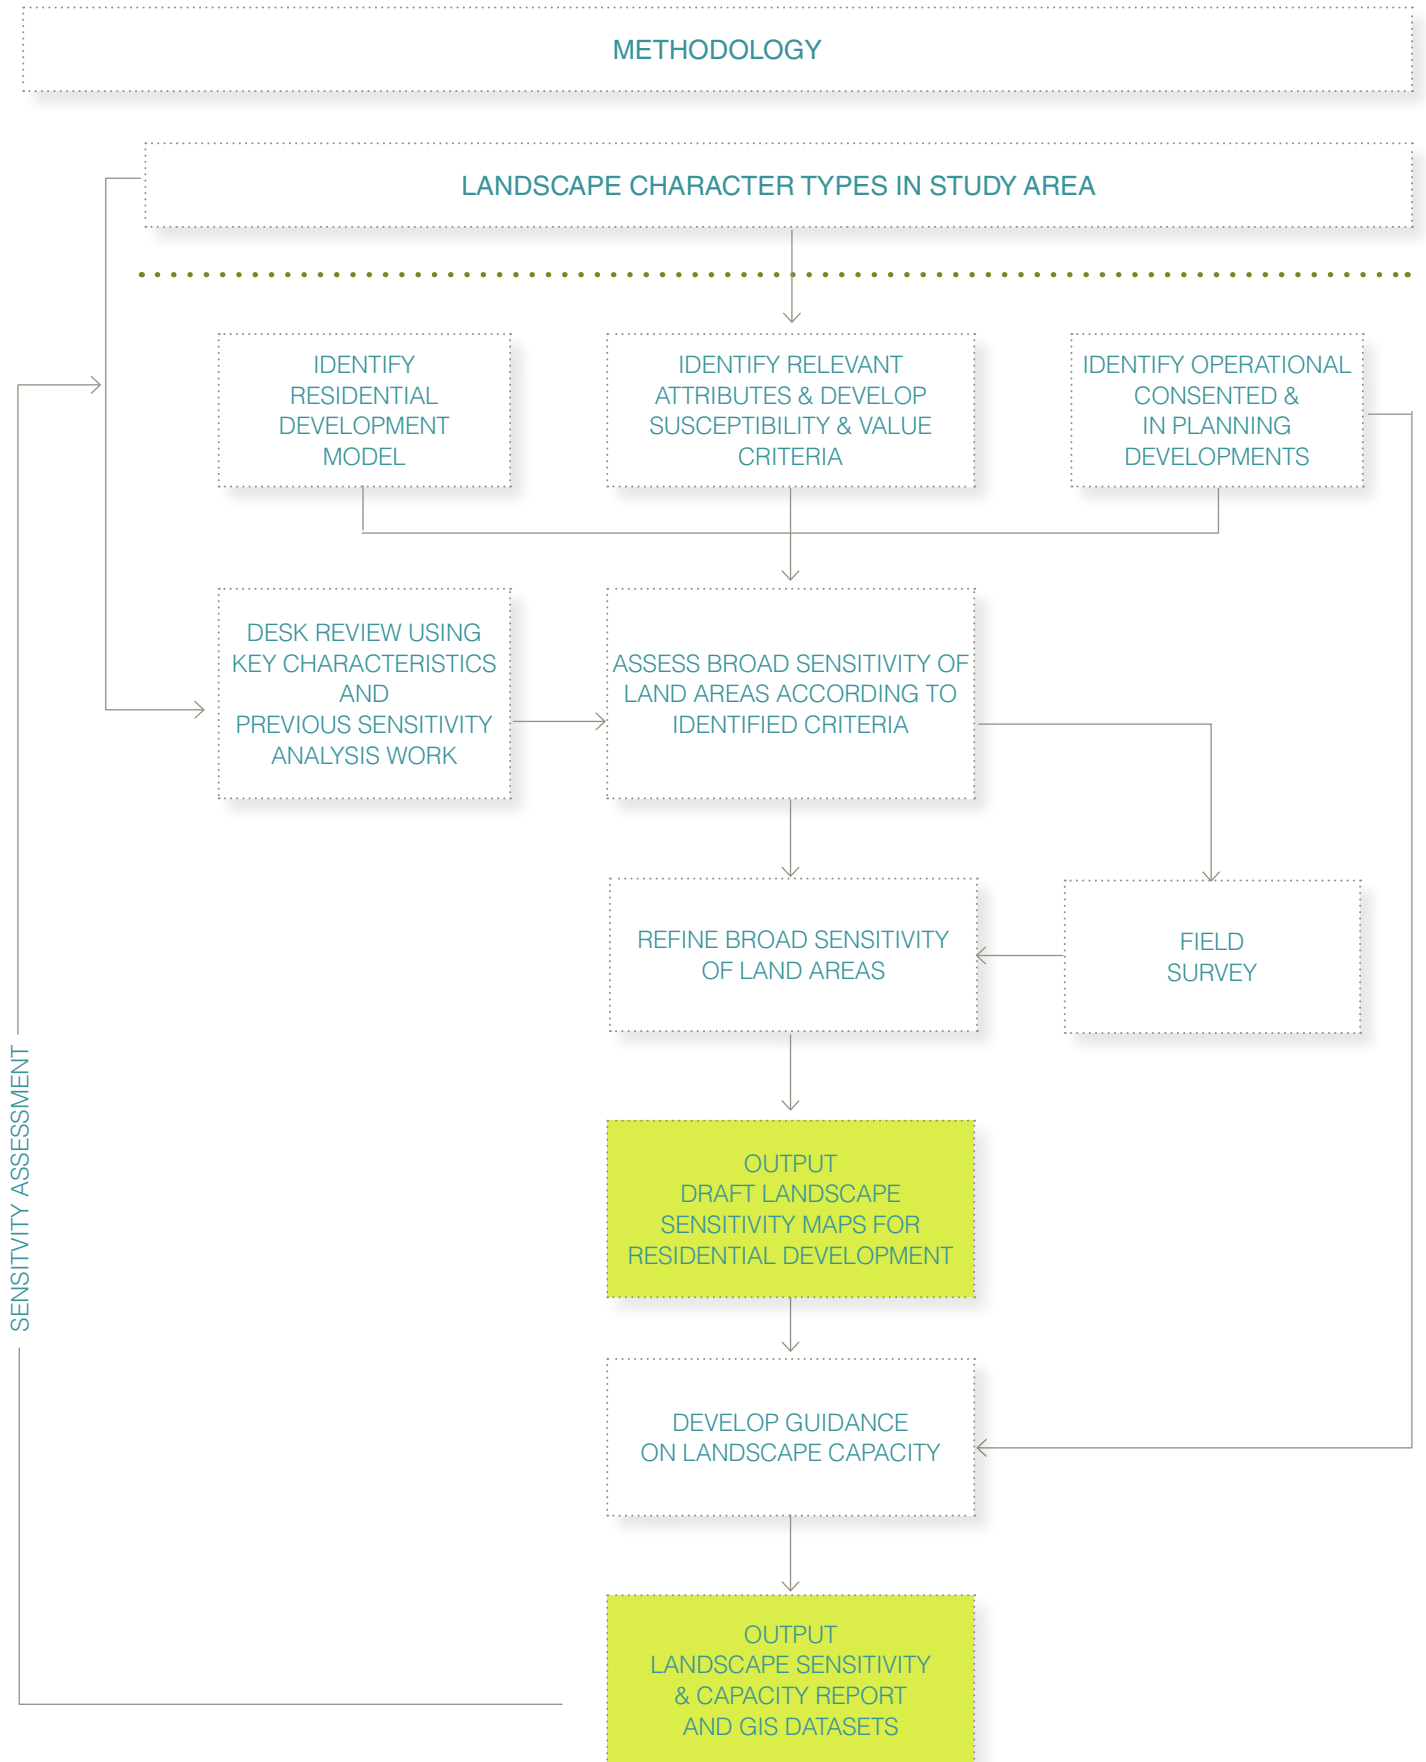 METHODOLOGY
LANDSCAPE CHARACTER TYPES IN STUDY AREA
IDENTIFY
RESIDENTIAL
DEVELOPMENT
MODEL
IDENTIFY RELEVANT
ATTRIBUTES & DEVELOP
SUSCEPTIBILITY & VALUE
CRITERIA
IDENTIFY OPERATIONAL
CONSENTED &
IN PLANNING
DEVELOPMENTS
DESK REVIEW USING
KEY CHARACTERISTICS
AND
PREVIOUS SENSITIVITY
ANALYSIS WORK
ASSESS BROAD SENSITIVITY OF
LAND AREAS ACCORDING TO
IDENTIFIED CRITERIA
REFINE BROAD SENSITIVITY
OF LAND AREAS
FIELD
SURVEY
SENSITVITY ASSESSMENT
OUTPUT
DRAFT LANDSCAPE
SENSITIVITY MAPS FOR
RESIDENTIAL DEVELOPMENT
DEVELOP GUIDANCE
ON LANDSCAPE CAPACITY
OUTPUT
LANDSCAPE SENSITIVITY
& CAPACITY REPORT
AND GIS DATASETS